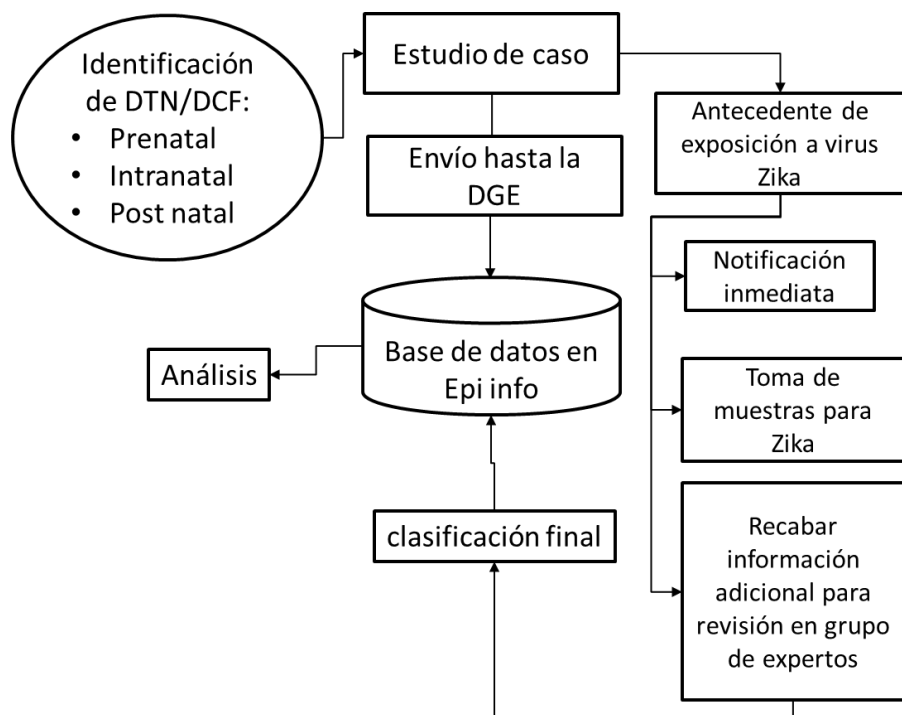 Identificación
de DTN/DCF:
• Prenatal
• Intranatal
• Post natal
Estudio de caso
Envío hasta la
DGE
Antecedente de
exposición a virus
Zika
Notificación
inmediata
Base de datos en
Epi info
Análisis
Toma de
muestras para
Zika
clasificación final
Recabar
información
adicional para
revisión en grupo
de expertos